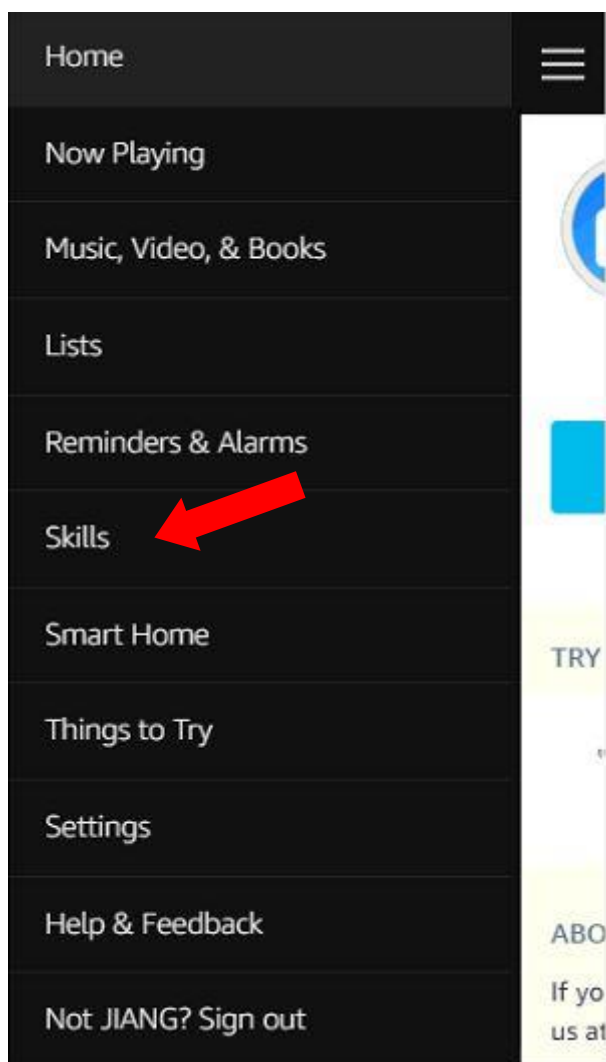 Home
Now Playing
Music, Video, & Books
Lists
Reminders & Alarms
Skills
Smart Home
TRY
Things to Try
Settings
Help & Feedback
ABO
If yo
Not JIANG? Sign out
us at